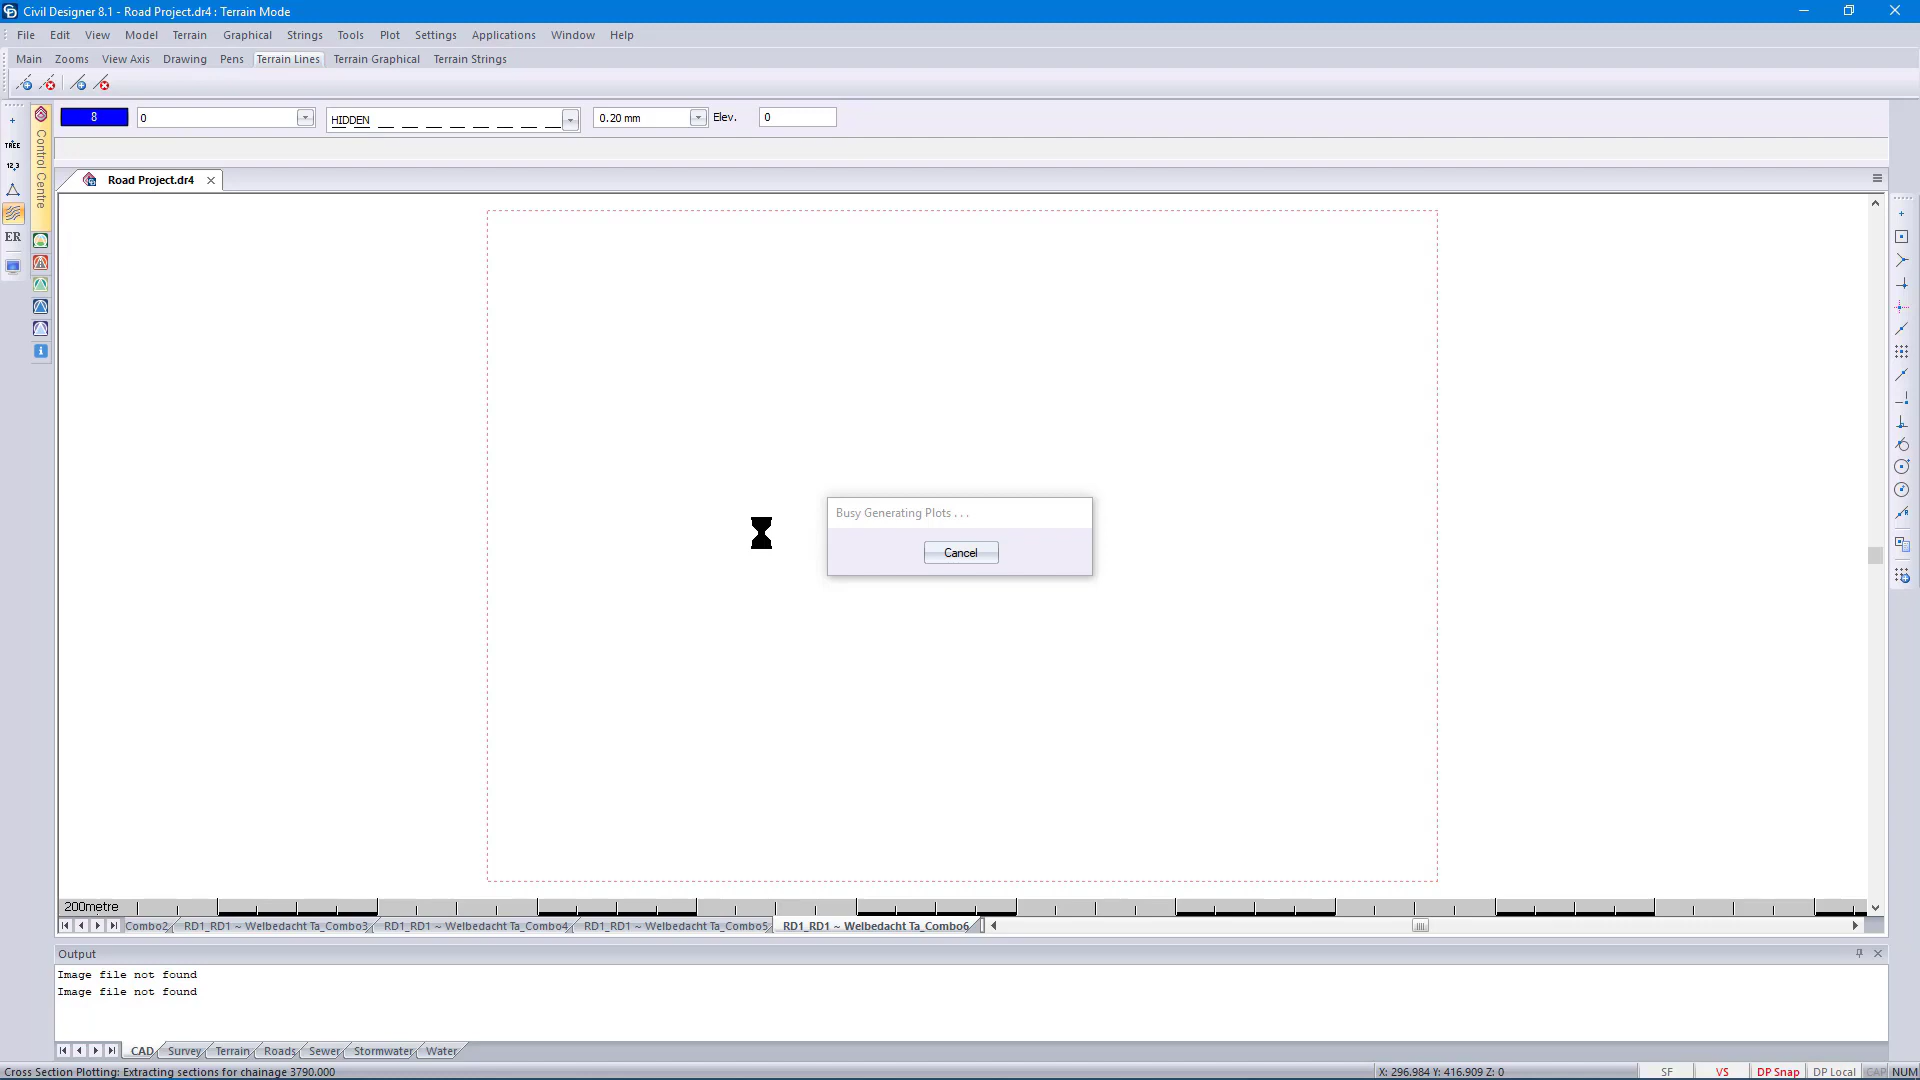 Civil Designer 8.1 - Road Project.dr4 : Terrain Mode
File Edit View Model Terrain Graphical Strings Tools Plot Settings Applications Window Help
Main Zooms View Axis Drawing Pens Terrain Lines Terrain Graphical Terrain Strings
8 0 HIDDEN 0.20 mm Elev. 0
TREE
12,3
ER
Control Centre
Road Project.dr4
Busy Generating Plots . . .
Cancel
200metre
Combo2 RD1_RD1 ~ Welbedacht Ta_Combo3 RD1_RD1 ~ Welbedacht Ta_Combo4 RD1_RD1 ~ Welbedacht Ta_Combo5 RD1_RD1 ~ Welbedacht Ta_Combo6
Output
Image file not found
Image file not found
CAD Survey Terrain Roads Sewer Stormwater Water
Cross Section Plotting: Extracting sections for chainage 3790.000 X: 296.984 Y: 416.909 Z: 0 SF VS DP Snap DP Local CAP NUM